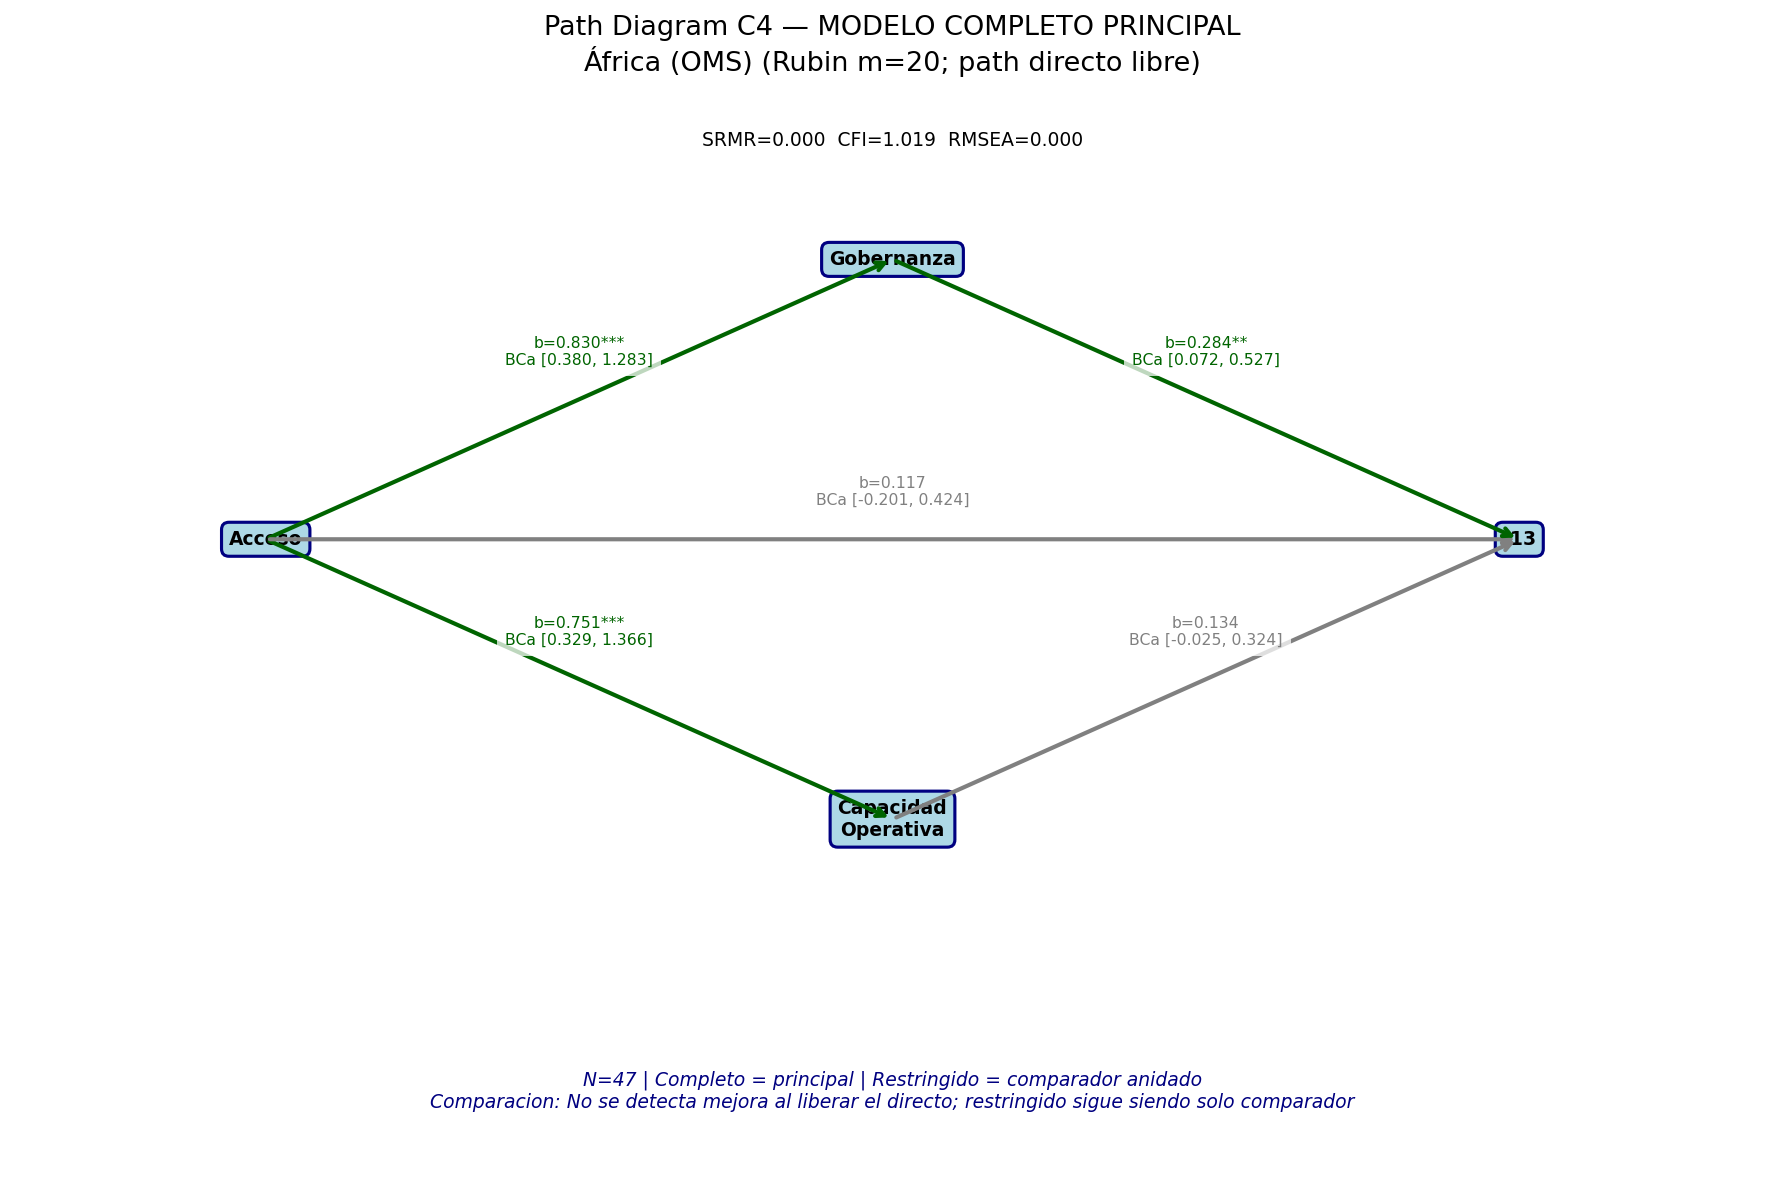 Path Diagram C4 — MODELO COMPLETO PRINCIPAL
África (OMS) (Rubin m=20; path directo libre)
SRMR=0.000  CFI=1.019  RMSEA=0.000
Gobernanza
b=0.830***
BCa [0.380, 1.283]
b=0.284**
BCa [0.072, 0.527]
b=0.117
BCa [-0.201, 0.424]
Acceso
b=0.751***
BCa [0.329, 1.366]
b=0.134
BCa [-0.025, 0.324]
Capacidad
Operativa
N=47 | Completo = principal | Restringido = comparador anidado
Comparacion: No se detecta mejora al liberar el directo; restringido sigue siendo solo comparador